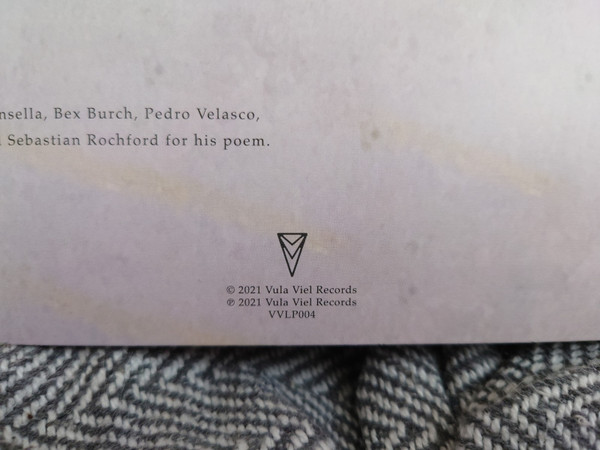 nsella, Bex Burch, Pedro Velasco,
Sebastian Rochford for his poem.
© 2021 Vula Viel Records
℗ 2021 Vula Viel Records
VVLP004